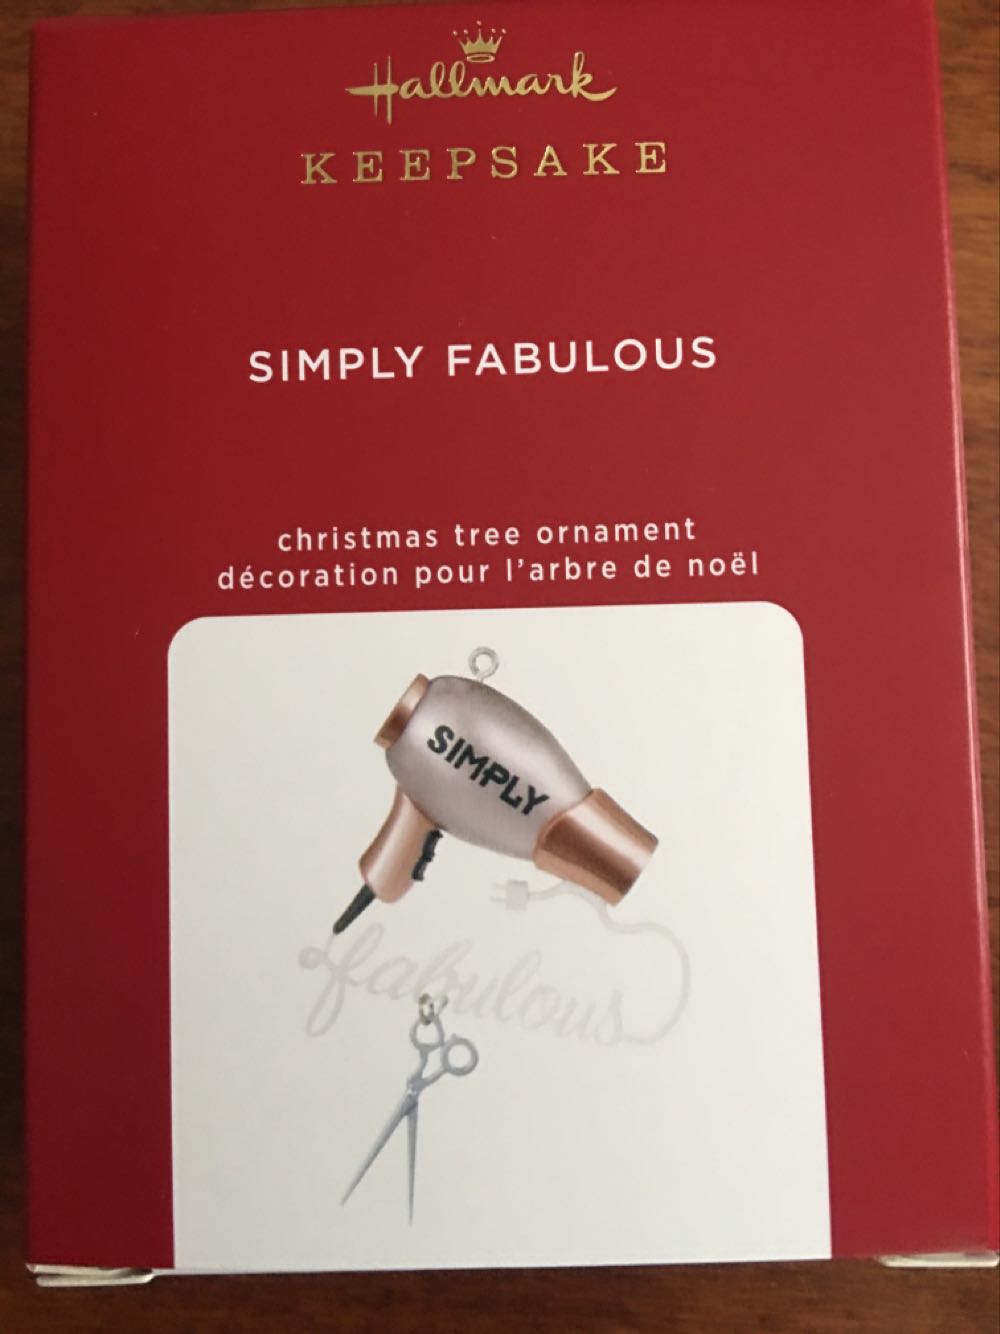 Hallmark
KEEPSAKE
SIMPLY FABULOUS
christmas tree ornament
décoration pour l'arbre de noël
SIMPLY
fabulous